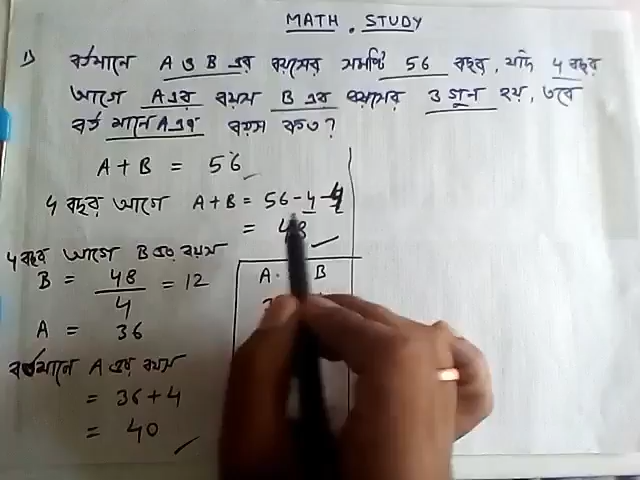 MATH . STUDY
1) বর্তমানে A ও B এর বয়সের সমষ্টি 56 বছর, যদি 4 বছর
আগে A এর বয়স B এর বয়সের 3 গুন হয়, তবে
বর্তমানে A এর বয়স কত?
A + B = 56
4 বছর আগে A + B = 56 - 4 - 4
= 48
4 বছর আগে B এর বয়স
B = 48/4 = 12
A = 36
বর্তমানে A এর বয়স
= 36 + 4
= 40
A . B